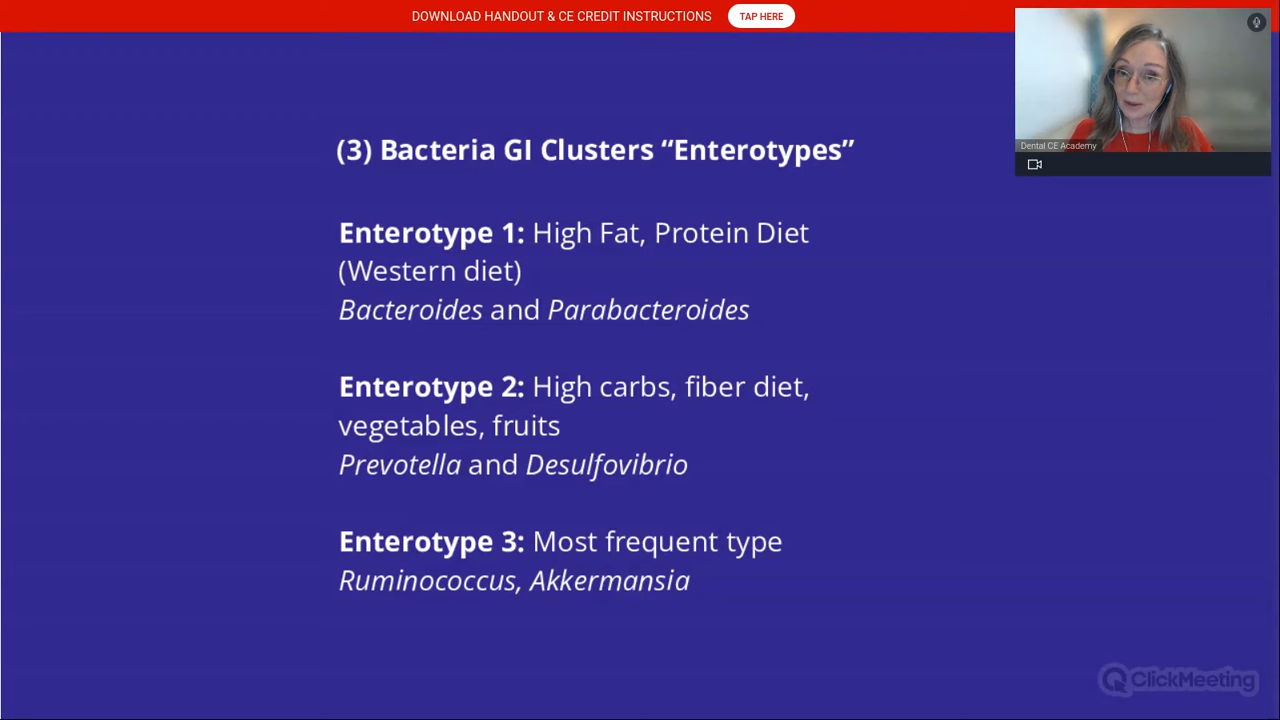 DOWNLOAD HANDOUT & CE CREDIT INSTRUCTIONS TAP HERE
Dental CE Academy
(3) Bacteria GI Clusters “Enterotypes”
Enterotype 1: High Fat, Protein Diet
(Western diet)
Bacteroides and Parabacteroides
Enterotype 2: High carbs, fiber diet,
vegetables, fruits
Prevotella and Desulfovibrio
Enterotype 3: Most frequent type
Ruminococcus, Akkermansia
ClickMeeting